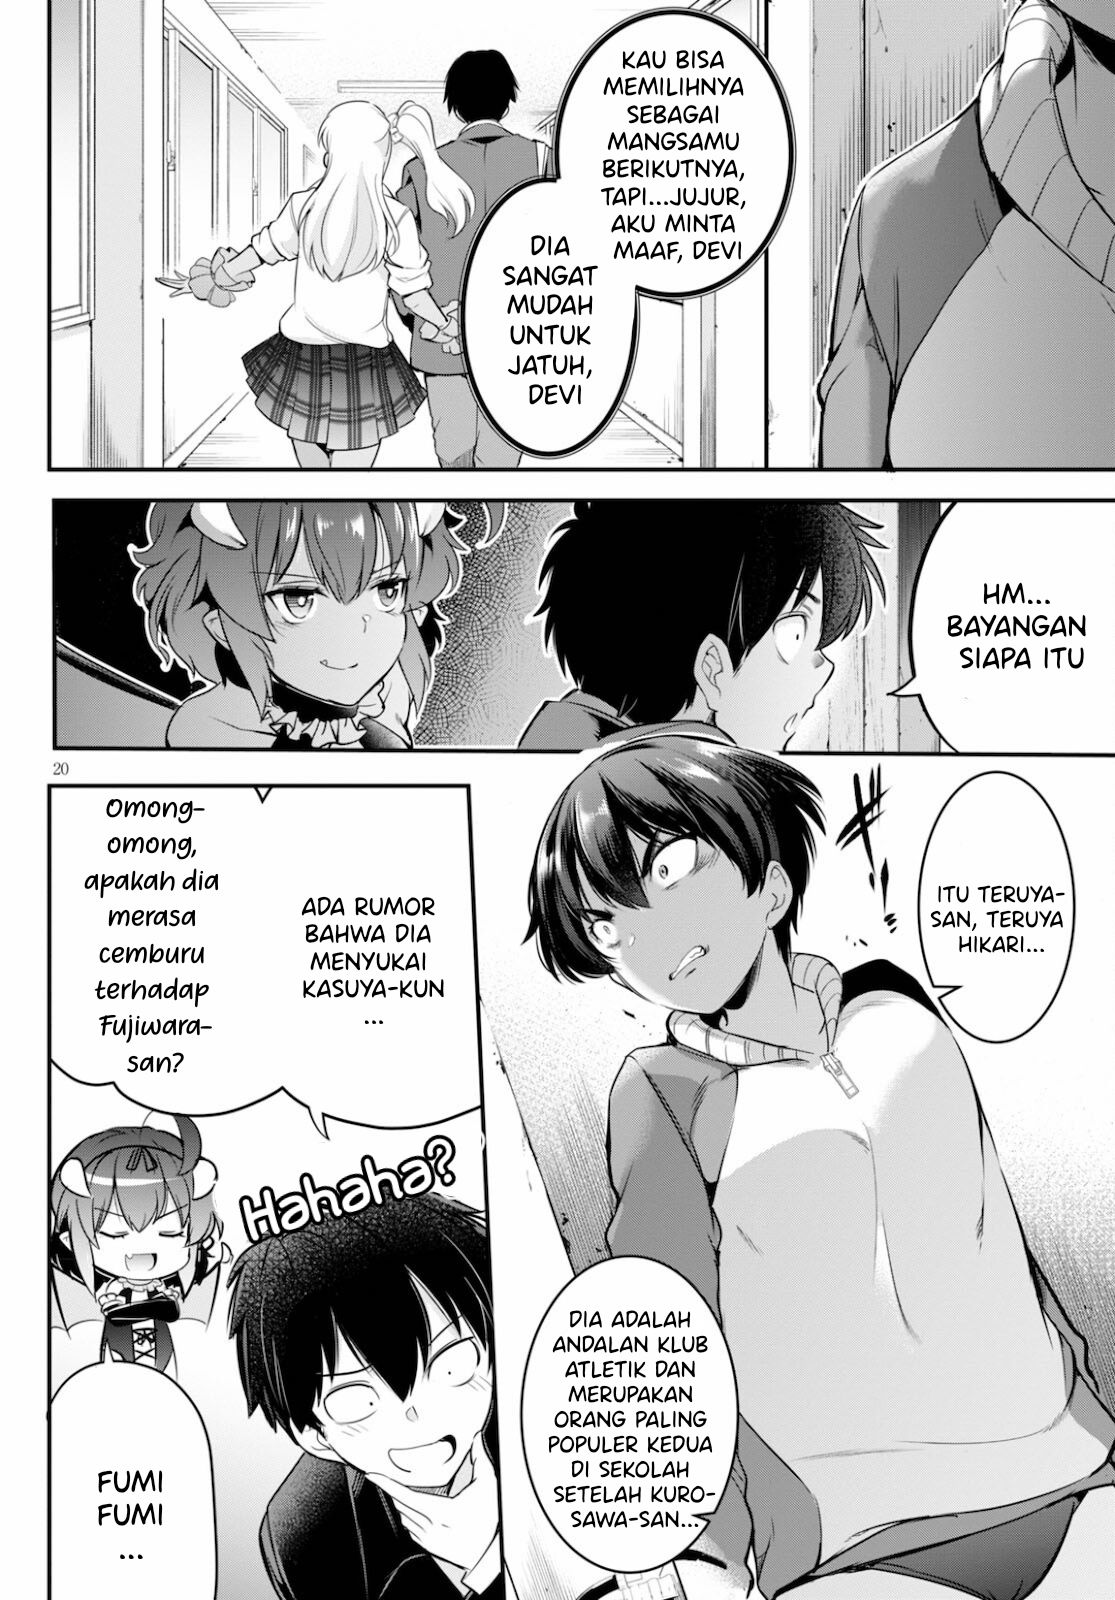 KAU BISA
MEMILIHNYA
SEBAGAI
MANGSAMU
BERIKUTNYA,
TAPI...JUJUR,
AKU MINTA
MAAF, DEVI
DIA
SANGAT
MUDAH
UNTUK
JATUH,
DEVI
HM...
BAYANGAN
SIAPA ITU
20
ITU TERUYA-
SAN, TERUYA
HIKARI...
DIA ADALAH
ANDALAN KLUB
ATLETIK DAN
MERUPAKAN
ORANG PALING
POPULER KEDUA
DI SEKOLAH
SETELAH KURO-
SAWA-SAN...
ADA RUMOR
BAHWA DIA
MENYUKAI
KASUYA-KUN
...
Omong-
omong,
apakah dia
merasa
cemburu
terhadap
Fujiwara-
san?
Hahaha?
FUMI
FUMI
...